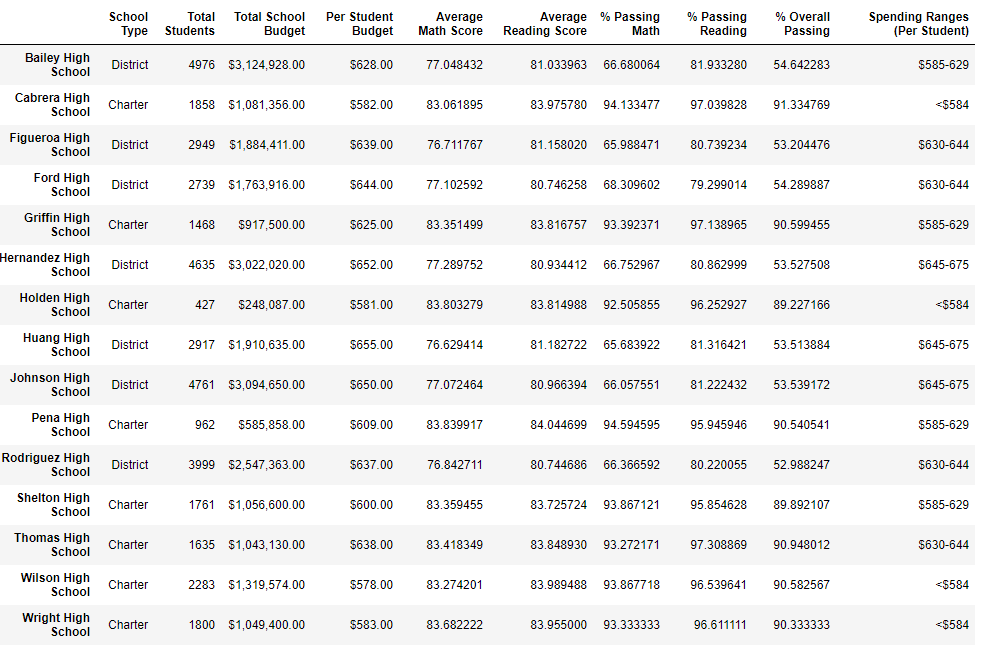 School Type Total Students Total School Budget Per Student Budget Average Math Score Average Reading Score % Passing Math % Passing Reading % Overall Passing Spending Ranges (Per Student)
Bailey High School District 4976 $3,124,928.00 $628.00 77.048432 81.033963 66.680064 81.933280 54.642283 $585-629
Cabrera High School Charter 1858 $1,081,356.00 $582.00 83.061895 83.975780 94.133477 97.039828 91.334769 <$584
Figueroa High School District 2949 $1,884,411.00 $639.00 76.711767 81.158020 65.988471 80.739234 53.204476 $630-644
Ford High School District 2739 $1,763,916.00 $644.00 77.102592 80.746258 68.309602 79.299014 54.289887 $630-644
Griffin High School Charter 1468 $917,500.00 $625.00 83.351499 83.816757 93.392371 97.138965 90.599455 $585-629
Hernandez High School District 4635 $3,022,020.00 $652.00 77.289752 80.934412 66.752967 80.862999 53.527508 $645-675
Holden High School Charter 427 $248,087.00 $581.00 83.803279 83.814988 92.505855 96.252927 89.227166 <$584
Huang High School District 2917 $1,910,635.00 $655.00 76.629414 81.182722 65.683922 81.316421 53.513884 $645-675
Johnson High School District 4761 $3,094,650.00 $650.00 77.072464 80.966394 66.057551 81.222432 53.539172 $645-675
Pena High School Charter 962 $585,858.00 $609.00 83.839917 84.044699 94.594595 95.945946 90.540541 $585-629
Rodriguez High School District 3999 $2,547,363.00 $637.00 76.842711 80.744686 66.366592 80.220055 52.988247 $630-644
Shelton High School Charter 1761 $1,056,600.00 $600.00 83.359455 83.725724 93.867121 95.854628 89.892107 $585-629
Thomas High School Charter 1635 $1,043,130.00 $638.00 83.418349 83.848930 93.272171 97.308869 90.948012 $630-644
Wilson High School Charter 2283 $1,319,574.00 $578.00 83.274201 83.989488 93.867718 96.539641 90.582567 <$584
Wright High School Charter 1800 $1,049,400.00 $583.00 83.682222 83.955000 93.333333 96.611111 90.333333 <$584